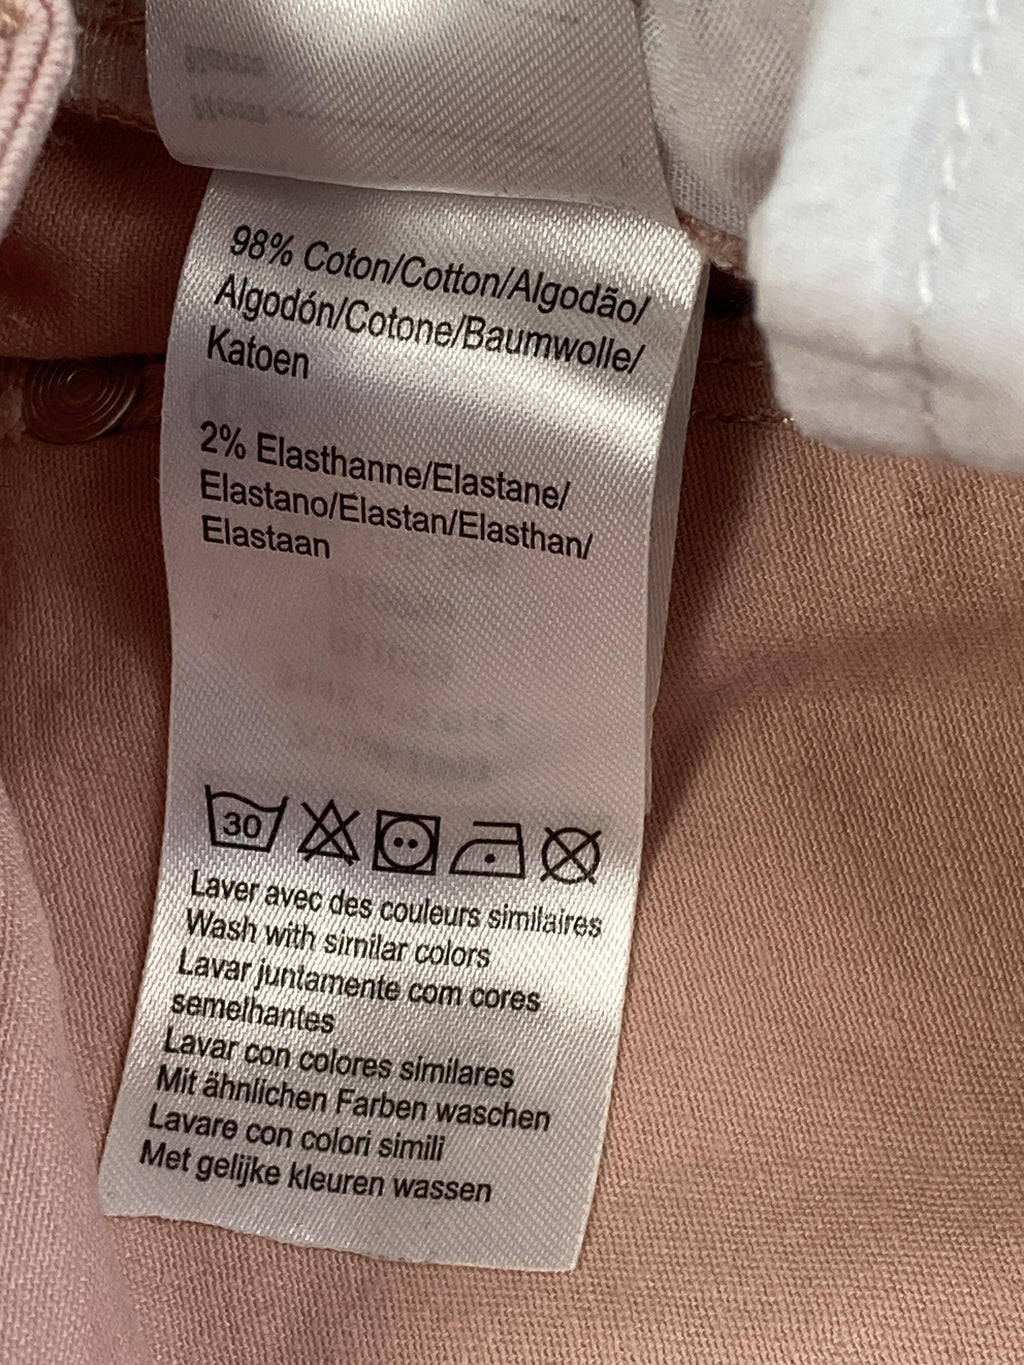 98% Coton/Cotton/Algodão/
Algodón/Cotone/Baumwolle/
Katoen
2% Elasthanne/Elastane/
Elastano/Elastan/Elasthan/
Elastaan
30
Laver avec des couleurs similaires
Wash with similar colors
Lavar juntamente com cores
semelhantes
Lavar con colores similares
Mit ähnlichen Farben waschen
Lavare con colori simili
Met gelijke kleuren wassen